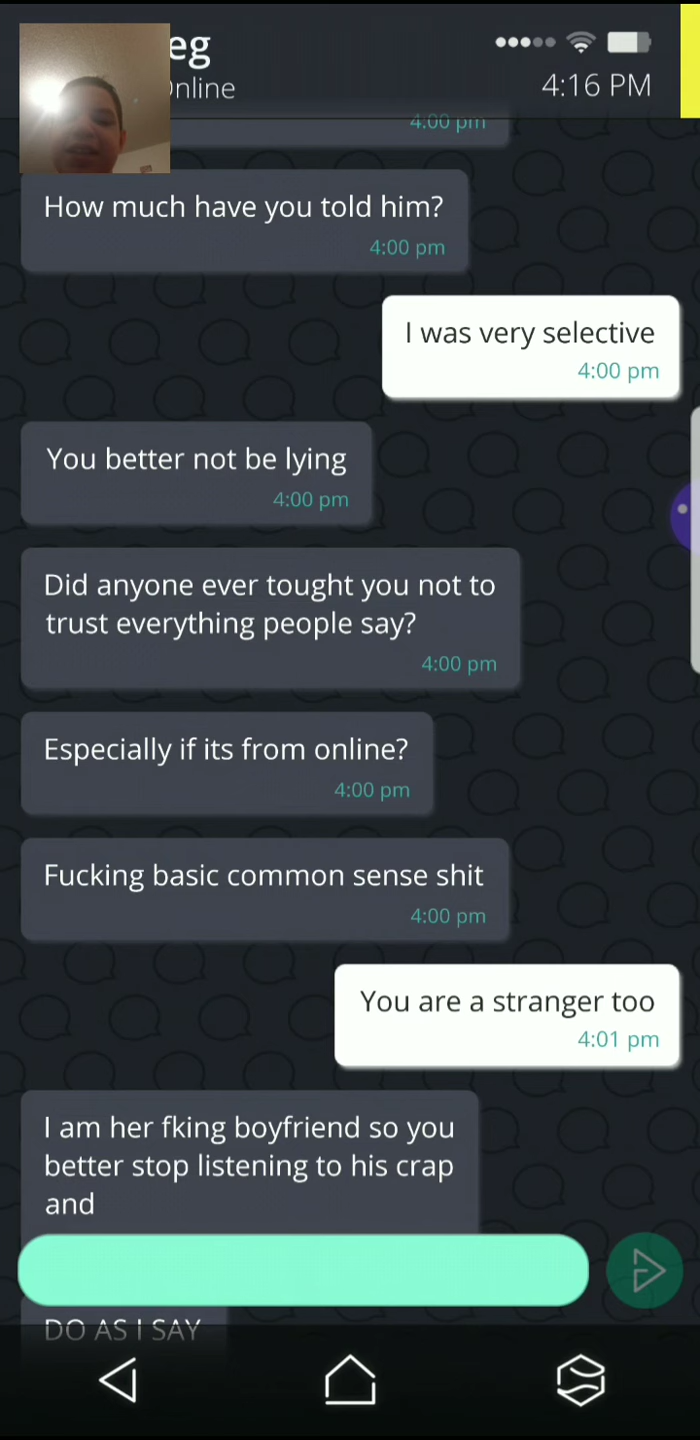 eg
nline
4:16 PM
4:00 pm
How much have you told him?
4:00 pm
I was very selective
4:00 pm
You better not be lying
4:00 pm
Did anyone ever tought you not to
trust everything people say?
4:00 pm
Especially if its from online?
4:00 pm
Fucking basic common sense shit
4:00 pm
You are a stranger too
4:01 pm
I am her fking boyfriend so you
better stop listening to his crap
and
DO AS I SAY